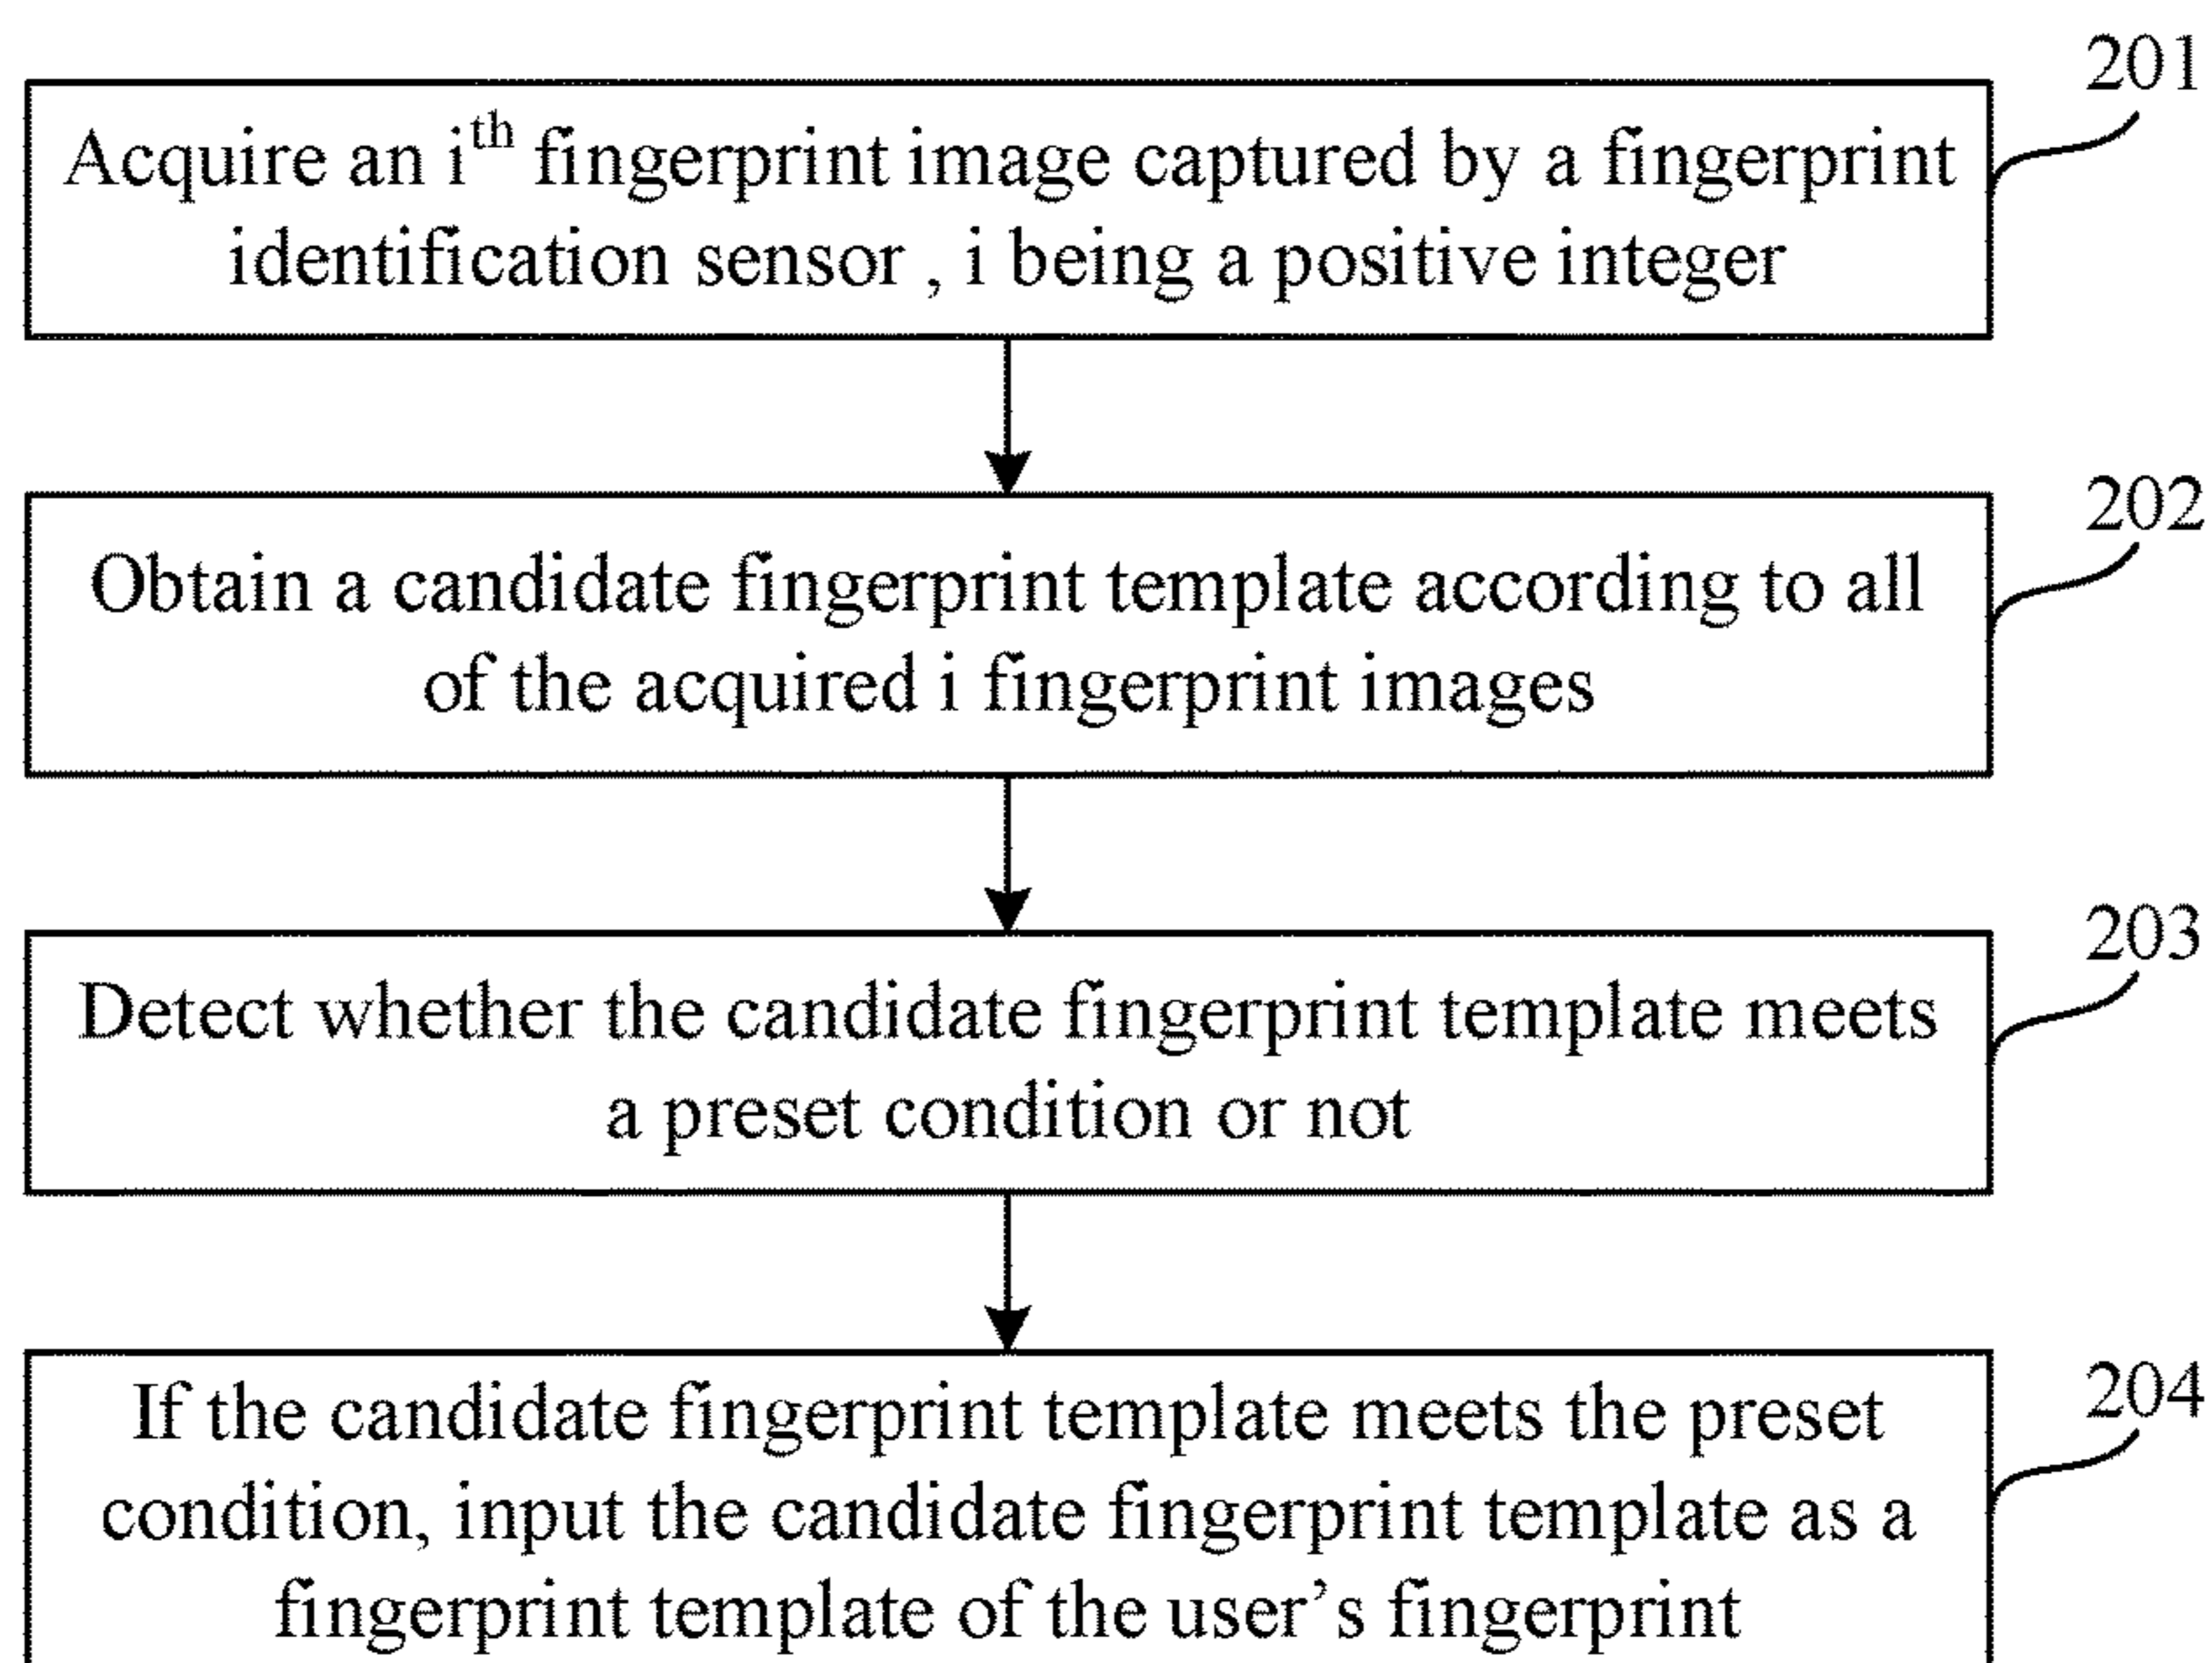 201
Acquire an iᵗʰ fingerprint image captured by a fingerprint
identification sensor , i being a positive integer
202
Obtain a candidate fingerprint template according to all
of the acquired i fingerprint images
203
Detect whether the candidate fingerprint template meets
a preset condition or not
204
If the candidate fingerprint template meets the preset
condition, input the candidate fingerprint template as a
fingerprint template of the user’s fingerprint